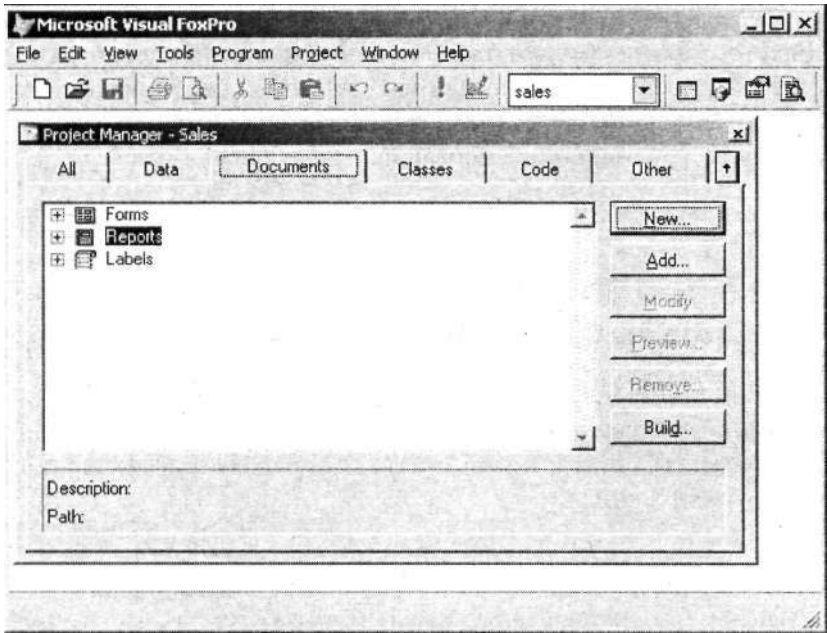 Microsoft Visual FoxPro
File Edit View Tools Program Project Window Help
sales
Project Manager - Sales
All Data Documents Classes Code Other
Forms
Reports
Labels
New...
Add...
Modify
Preview...
Remove...
Build...
Description:
Path: